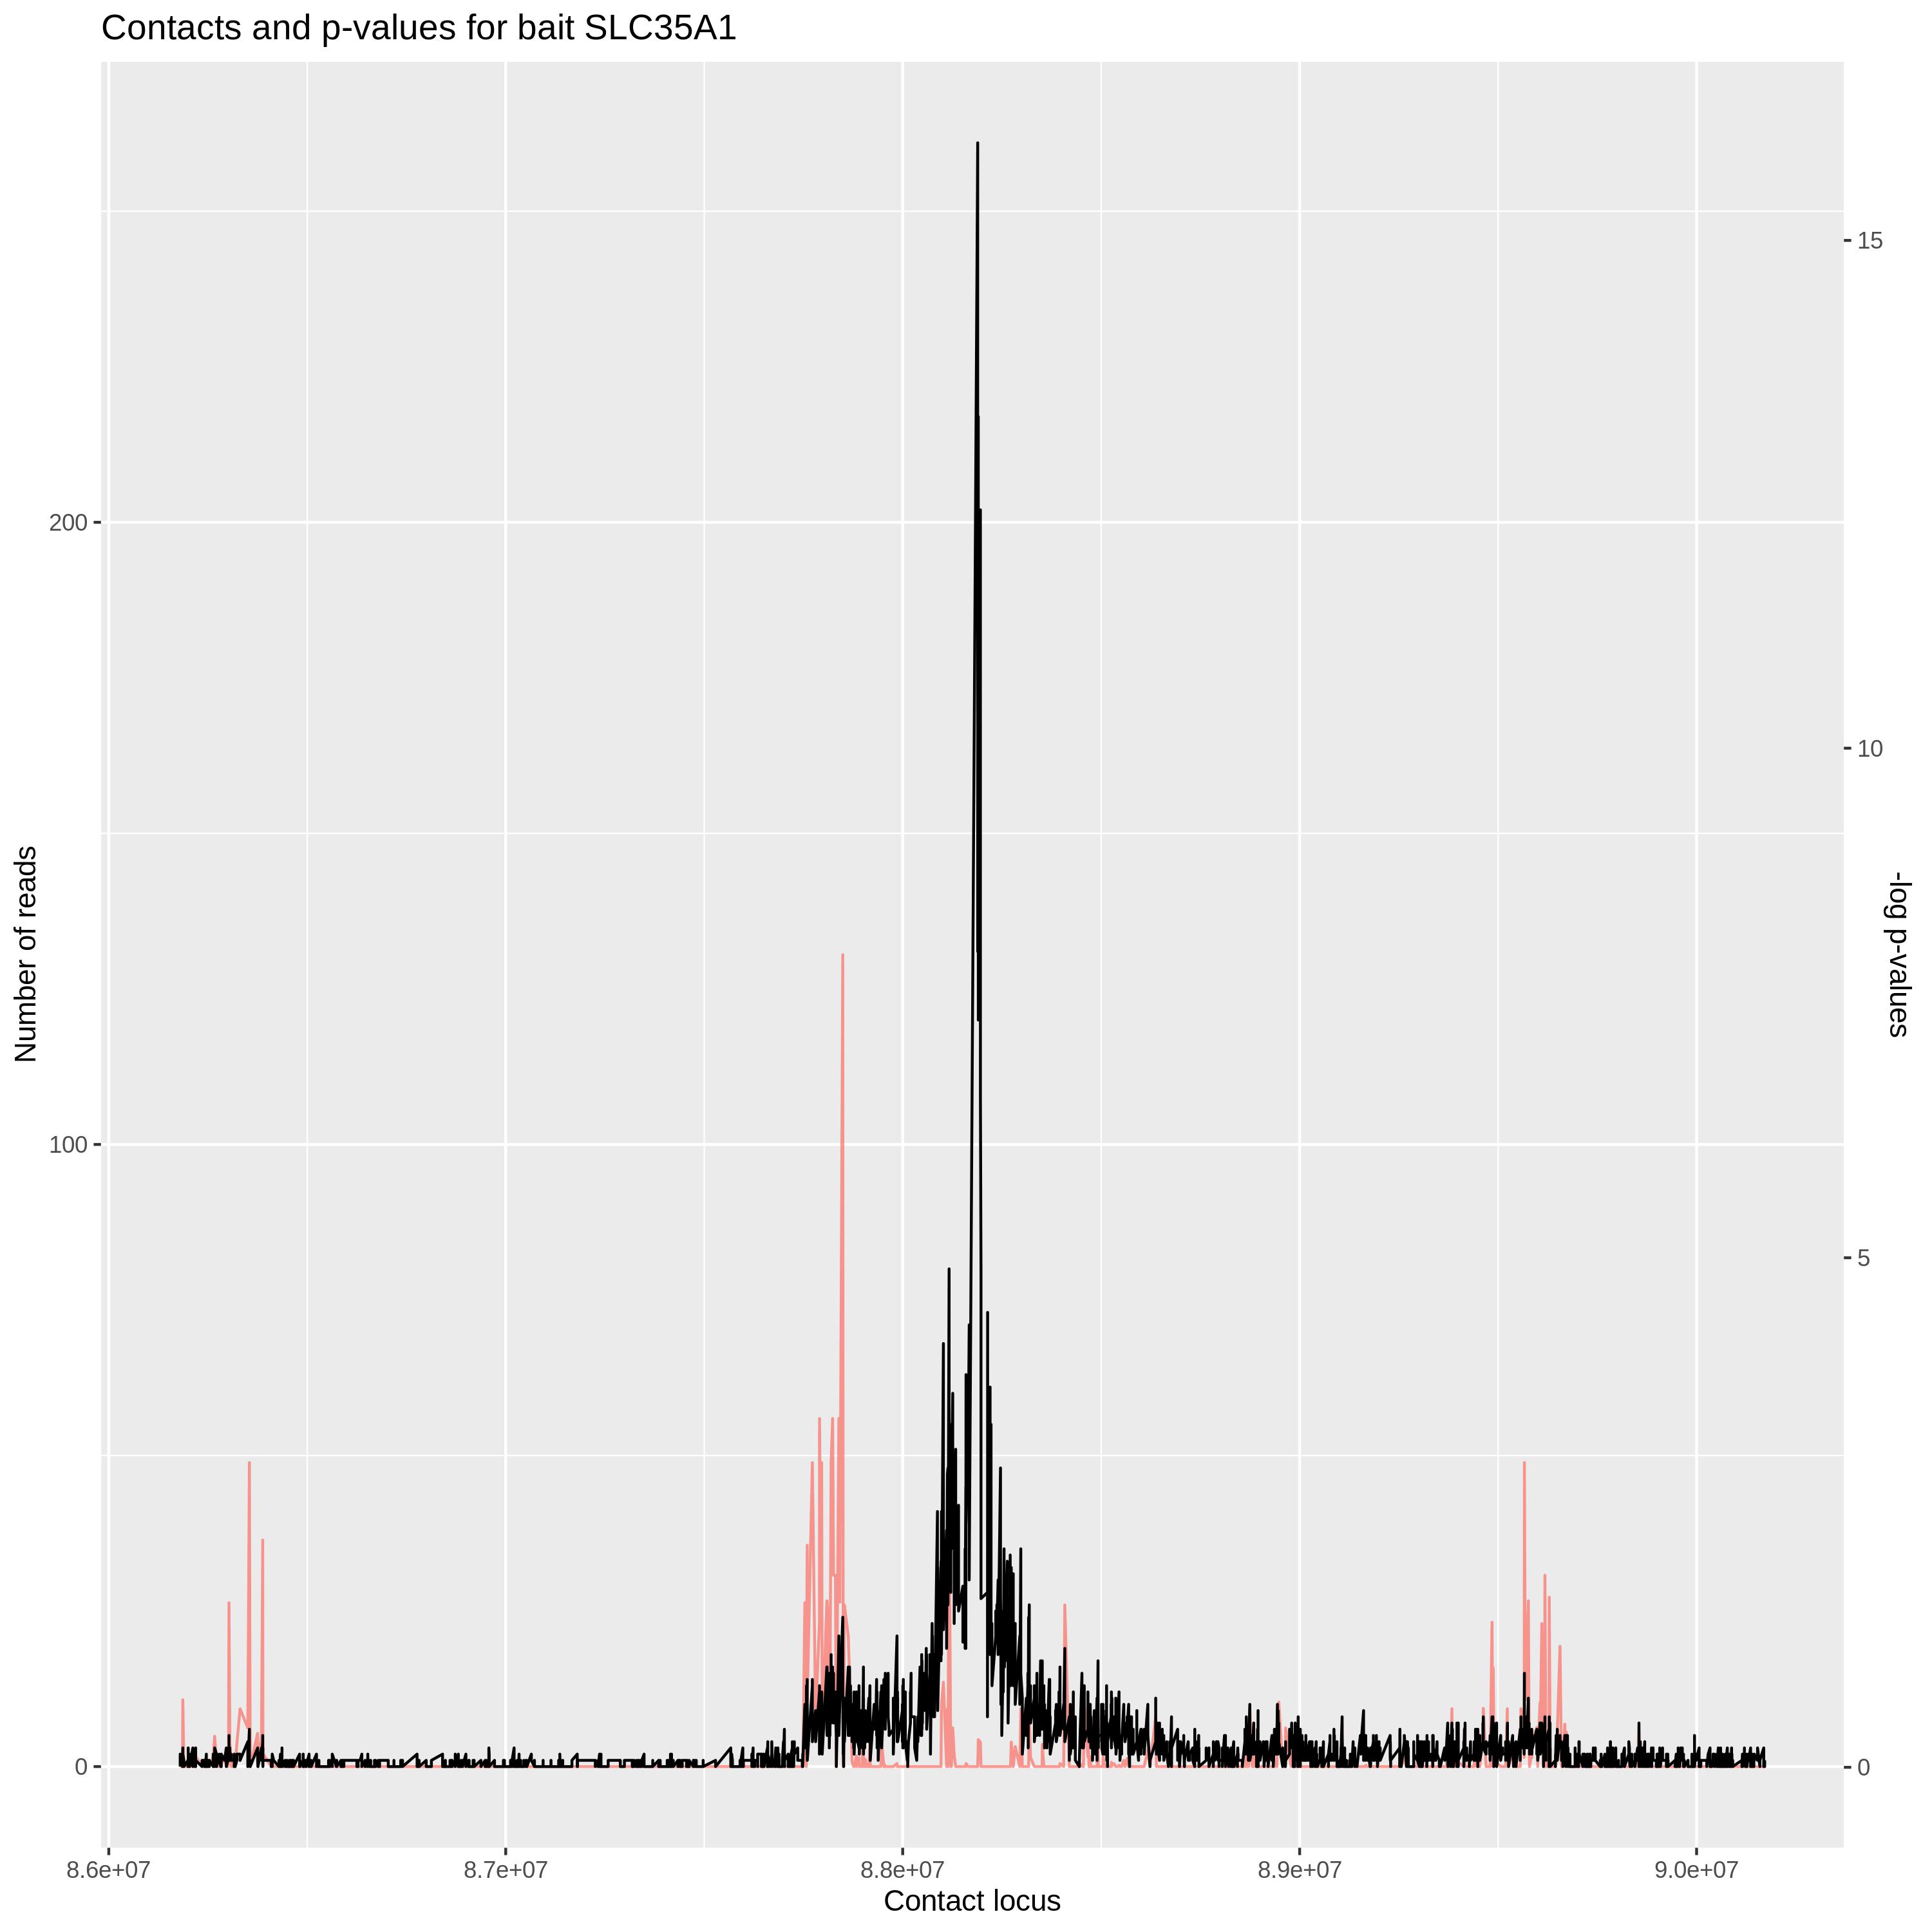 Contacts and p-values for bait SLC35A1
Number of reads
200
100
0
15
10
5
0
-log p-values
8.6e+07 8.7e+07 8.8e+07 8.9e+07 9.0e+07
Contact locus